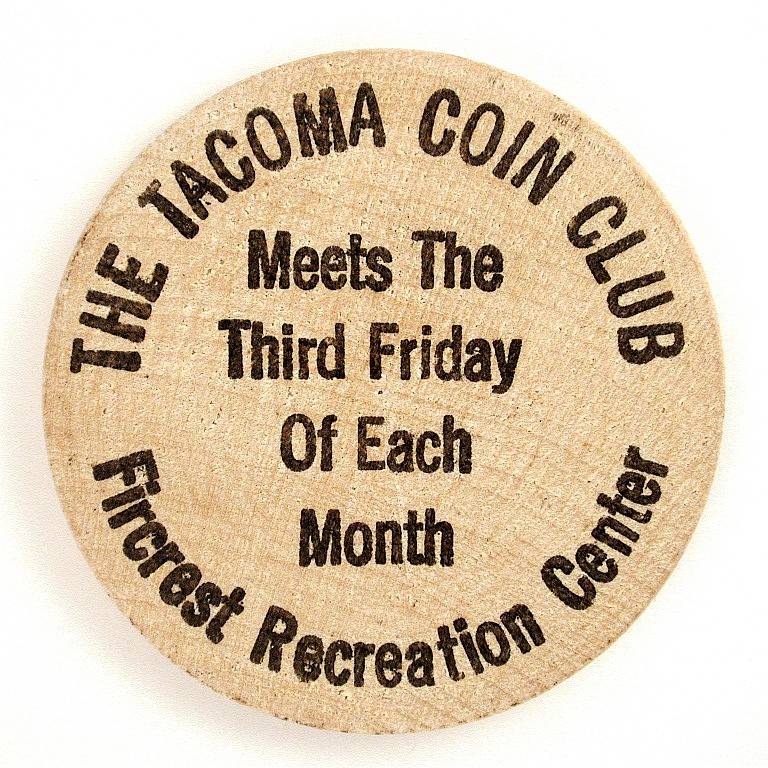 THE TACOMA COIN CLUB
Meets The
Third Friday
Of Each
Month
Fircrest Recreation Center